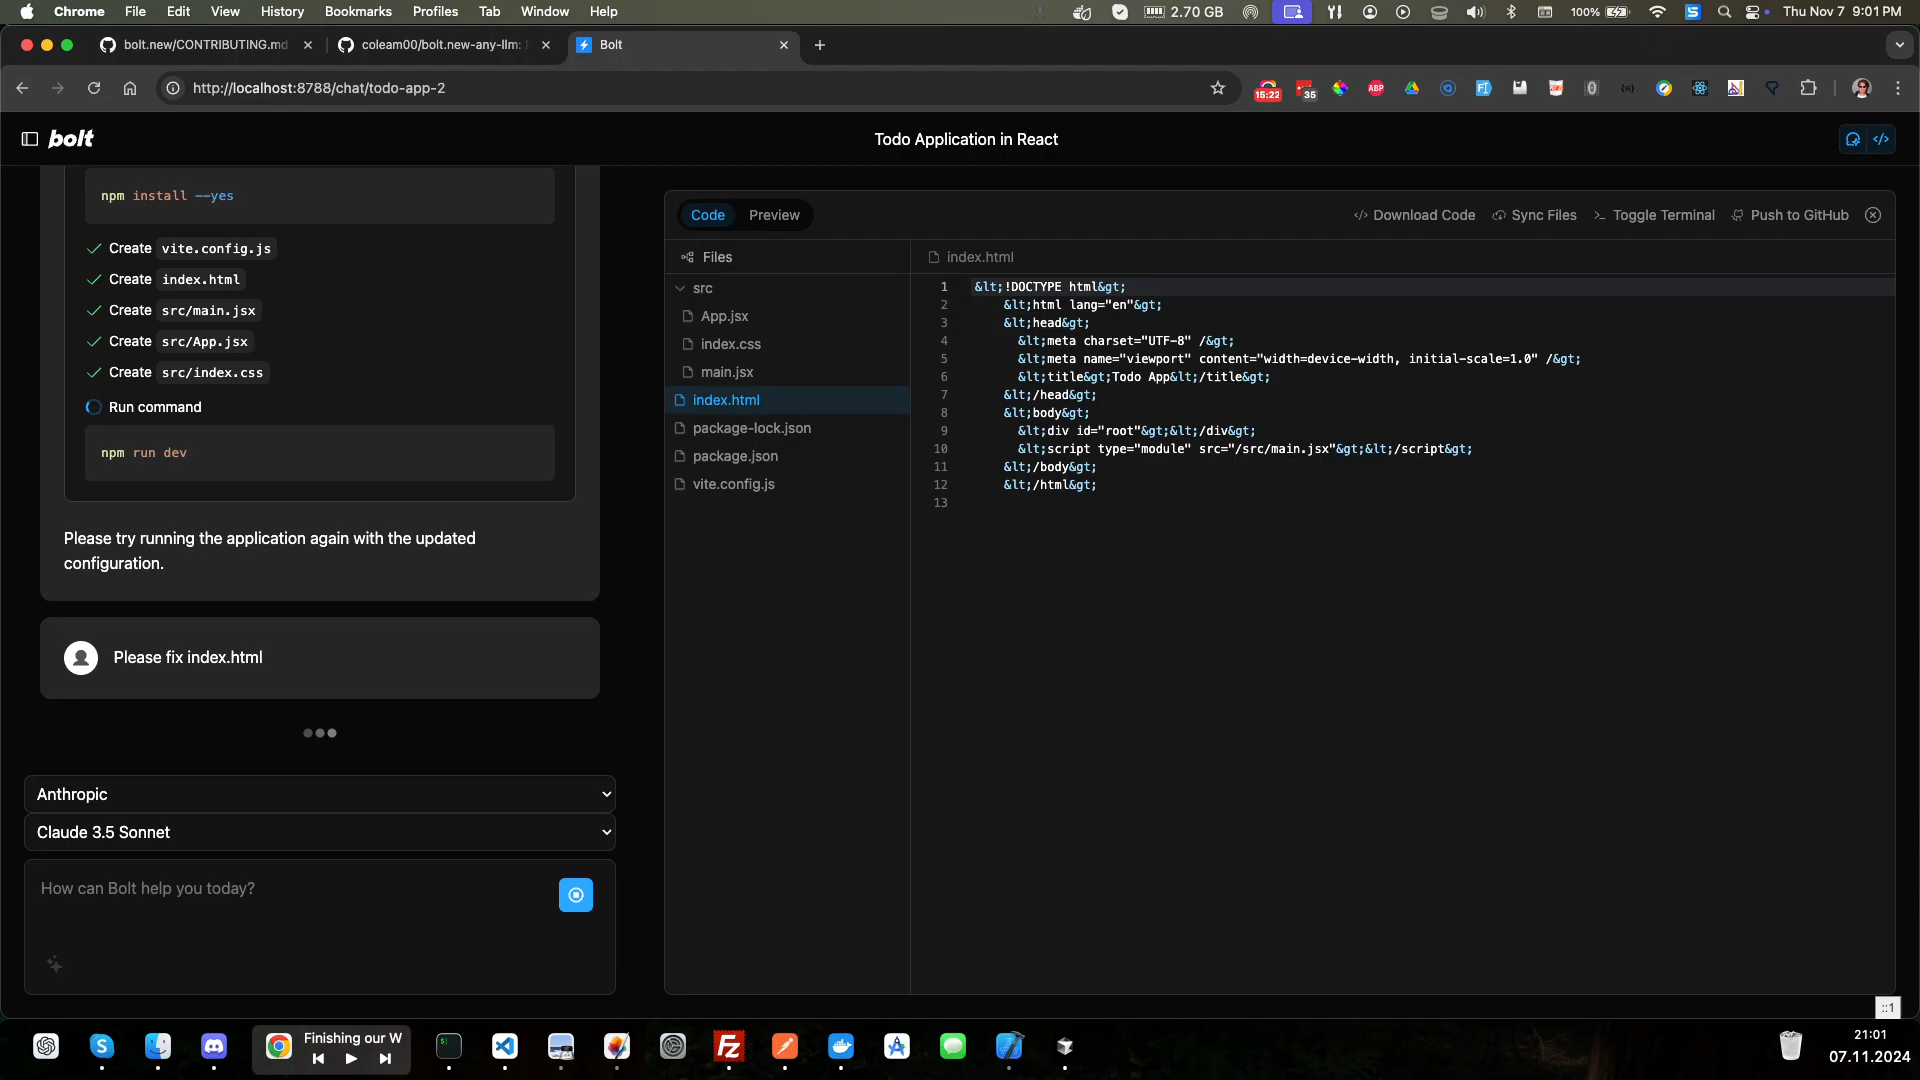 Chrome File Edit View History Bookmarks Profiles Tab Window Help
2.70 GB 100% Thu Nov 7 9:01 PM
bolt.new/CONTRIBUTING.md
coleam00/bolt.new-any-llm:
Bolt
http://localhost:8788/chat/todo-app-2
15:22
35
ABP
bolt
Todo Application in React
npm install --yes
Create vite.config.js
Create index.html
Create src/main.jsx
Create src/App.jsx
Create src/index.css
Run command
npm run dev
Please try running the application again with the updated
configuration.
Please fix index.html
Anthropic
Claude 3.5 Sonnet
How can Bolt help you today?
Code Preview
Download Code Sync Files Toggle Terminal Push to GitHub
Files
src
App.jsx
index.css
main.jsx
index.html
package-lock.json
package.json
vite.config.js
index.html
1 &lt;!DOCTYPE html&gt;
2 &lt;html lang="en"&gt;
3 &lt;head&gt;
4 &lt;meta charset="UTF-8" /&gt;
5 &lt;meta name="viewport" content="width=device-width, initial-scale=1.0" /&gt;
6 &lt;title&gt;Todo App&lt;/title&gt;
7 &lt;/head&gt;
8 &lt;body&gt;
9 &lt;div id="root"&gt;&lt;/div&gt;
10 &lt;script type="module" src="/src/main.jsx"&gt;&lt;/script&gt;
11 &lt;/body&gt;
12 &lt;/html&gt;
13
::1
Finishing our W
21:01
07.11.2024